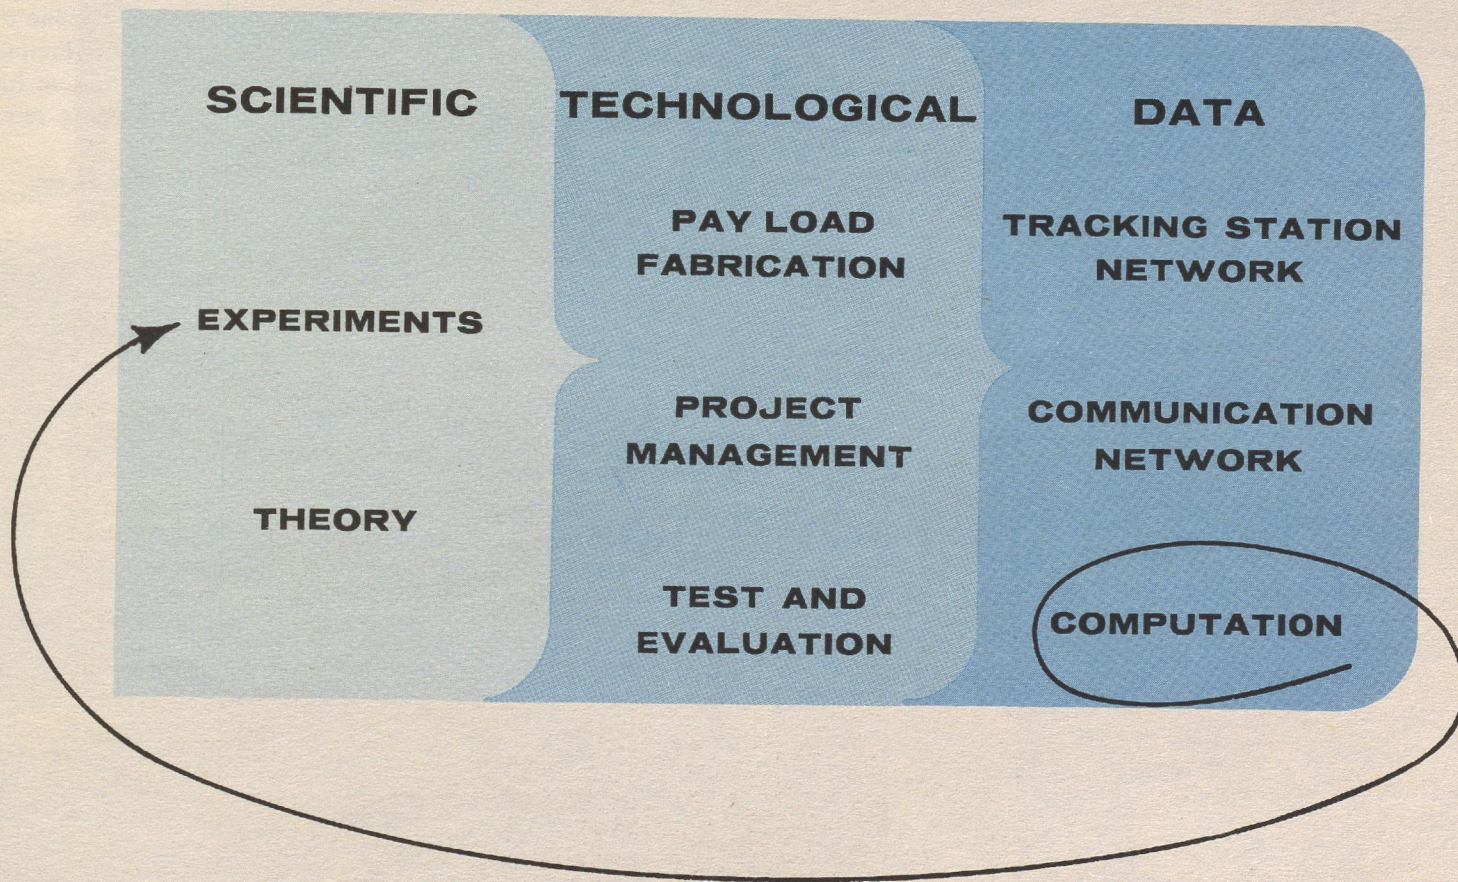 SCIENTIFIC
EXPERIMENTS
THEORY
TECHNOLOGICAL
PAY LOAD
FABRICATION
PROJECT
MANAGEMENT
TEST AND
EVALUATION
DATA
TRACKING STATION
NETWORK
COMMUNICATION
NETWORK
COMPUTATION